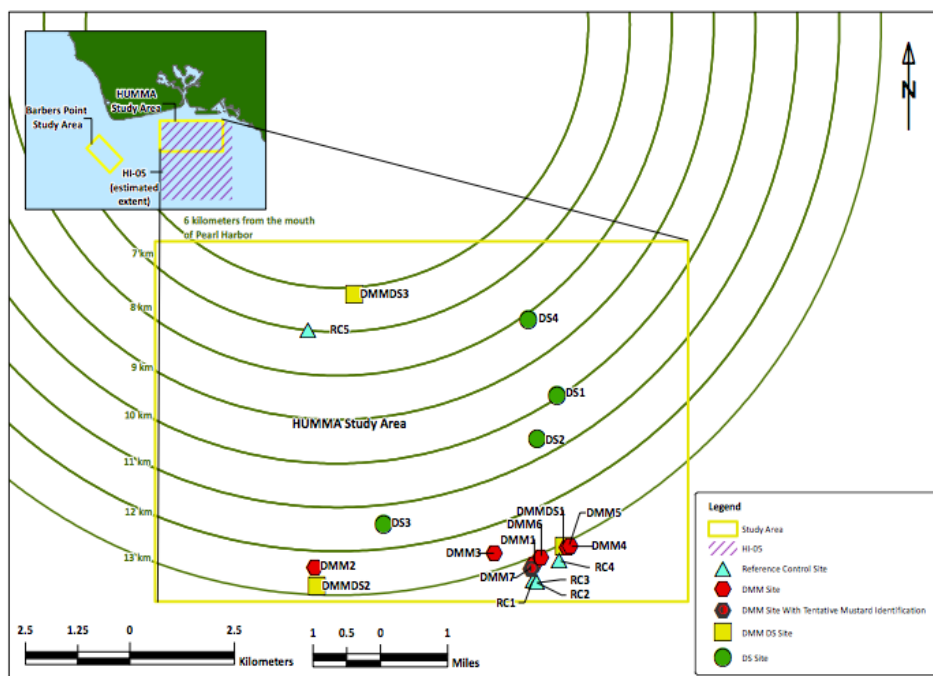 HUMMA
Study Area
Barbers Point
Study Area
HI-05
(estimated
extent)
N
6 kilometers from the mouth
of Pearl Harbor
7 km
DMMDS3
8 km
RC5
DS4
9 km
DS1
10 km
HUMMA Study Area
DS2
11 km
12 km
DS3
DMMDS1
DMM5
DMM6
DMM1
DMM3
DMM4
13 km
DMM2
DMM7
RC4
DMMDS2
RC3
RC1
RC2
Legend
Study Area
HI-05
Reference Control Site
DMM Site
DMM Site With Tentative Mustard Identification
DMM DS Site
DS Site
2.5 1.25 0 2.5
Kilometers
1 0.5 0 1
Miles